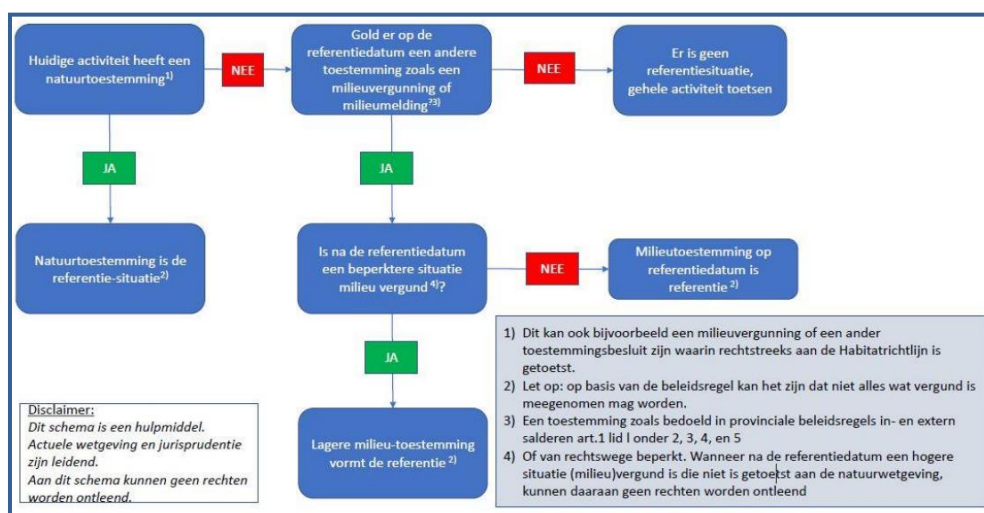 Huidige activiteit heeft een
natuurtoestemming1)
NEE
Gold er op de
referentiedatum een andere
toestemming zoals een
milieuvergunning of
milieumelding?3)
NEE
Er is geen
referentiesituatie,
gehele activiteit toetsen
JA
JA
Natuurtoestemming is de
referentie-situatie2)
Is na de referentiedatum
een beperktere situatie
milieu vergund 4)?
NEE
Milieutoestemming op
referentiedatum is
referentie 2)
JA
Lagere milieu-toestemming
vormt de referentie 2)
Disclaimer:
Dit schema is een hulpmiddel.
Actuele wetgeving en jurisprudentie
zijn leidend.
Aan dit schema kunnen geen rechten
worden ontleend.
1) Dit kan ook bijvoorbeeld een milieuvergunning of een ander
toestemmingsbesluit zijn waarin rechtstreeks aan de Habitatrichtlijn is
getoetst.
2) Let op: op basis van de beleidsregel kan het zijn dat niet alles wat vergund is
meegenomen mag worden.
3) Een toestemming zoals bedoeld in provinciale beleidsregels in- en extern
salderen art.1 lid l onder 2, 3, 4, en 5
4) Of van rechtswege beperkt. Wanneer na de referentiedatum een hogere
situatie (milieu)vergund is die niet is getoetst aan de natuurwetgeving,
kunnen daaraan geen rechten worden ontleend